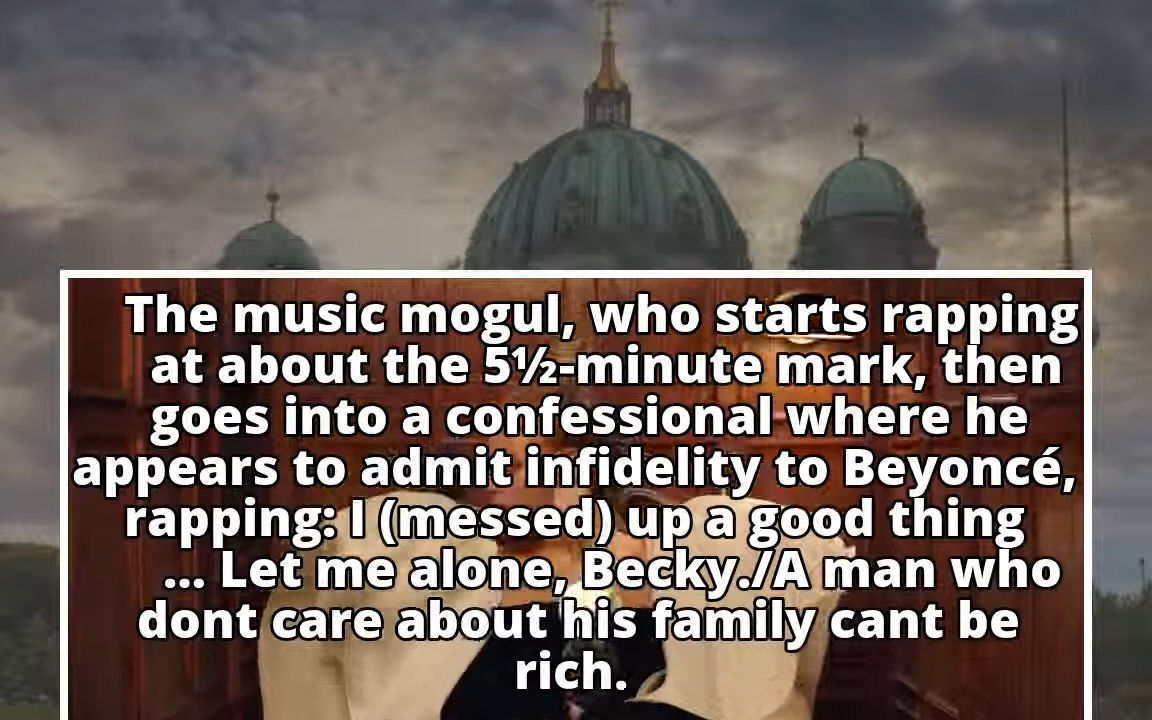 The music mogul, who starts rapping
at about the 5½-minute mark, then
goes into a confessional where he
appears to admit infidelity to Beyoncé,
rapping: I (messed) up a good thing
... Let me alone, Becky./A man who
dont care about his family cant be
rich.